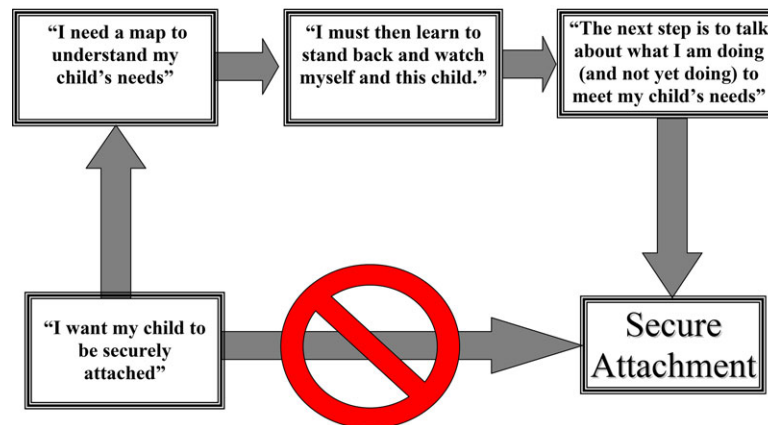 “I need a map to
understand my
child’s needs”
“I must then learn to
stand back and watch
myself and this child.”
“The next step is to talk
about what I am doing
(and not yet doing) to
meet my child’s needs”
“I want my child to
be securely
attached”
Secure
Attachment